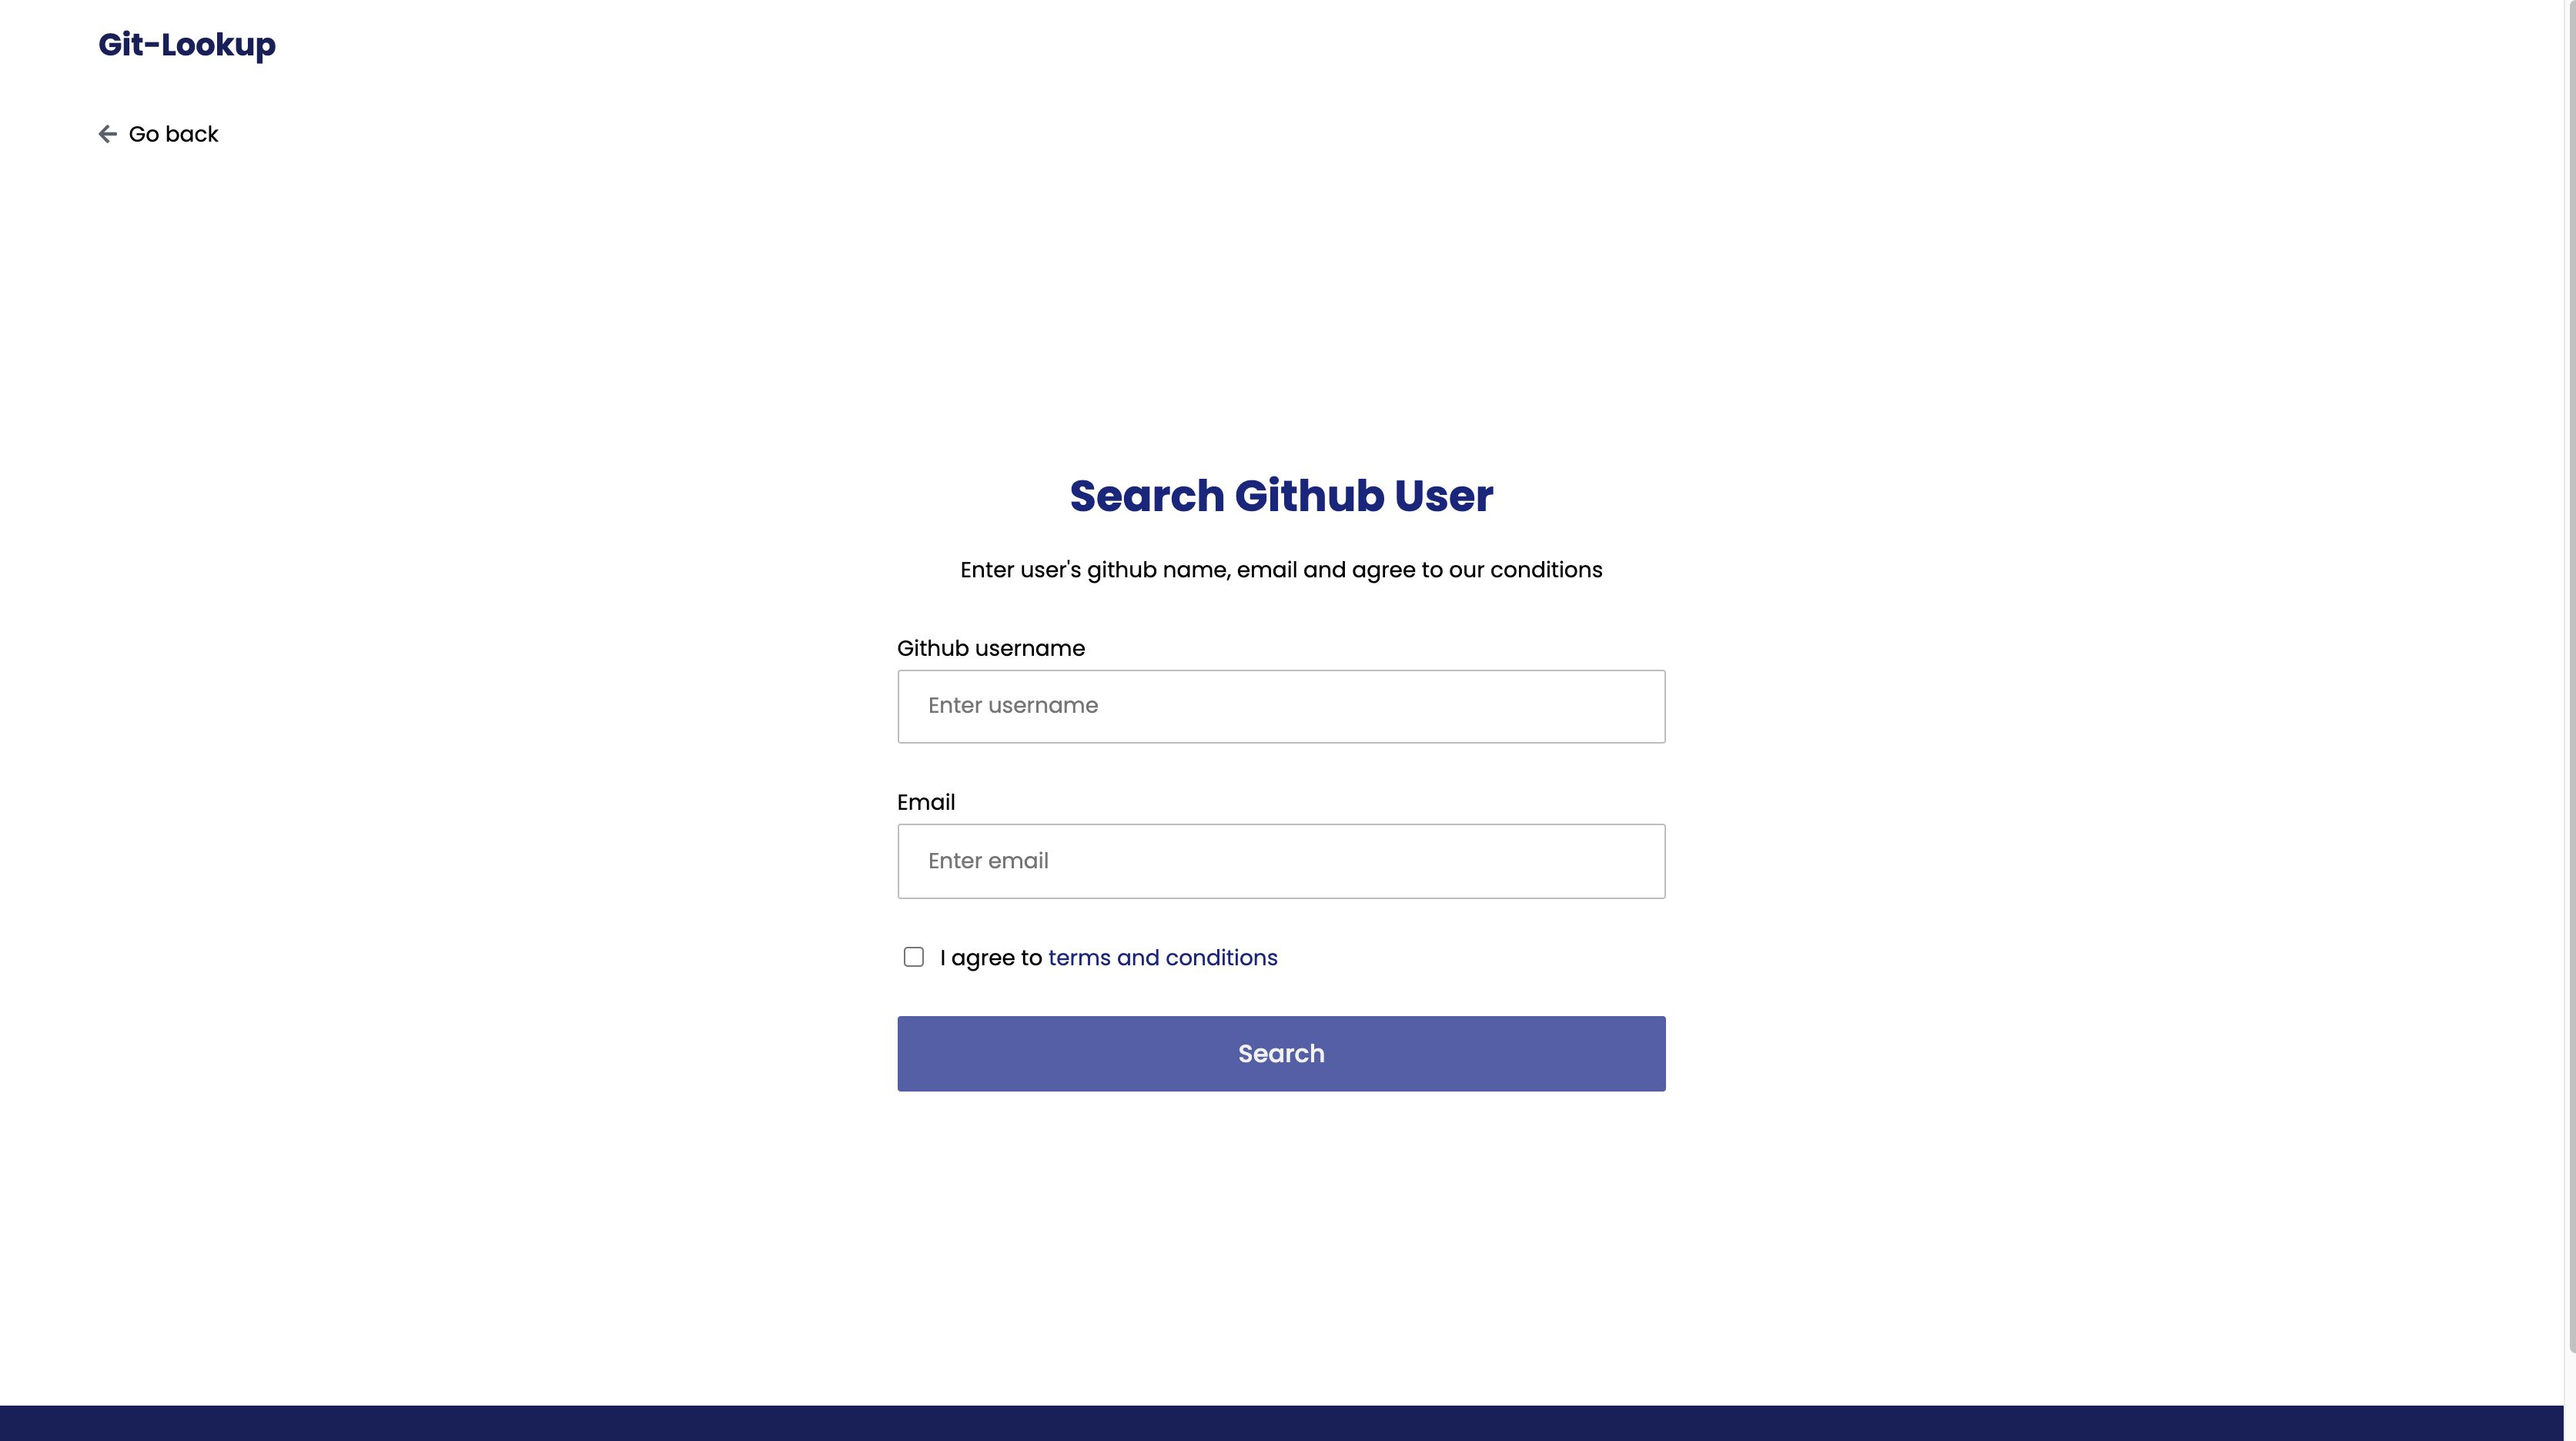 Git-Lookup
Go back
Search Github User
Enter user's github name, email and agree to our conditions
Github username
Enter username
Email
Enter email
I agree to terms and conditions
Search